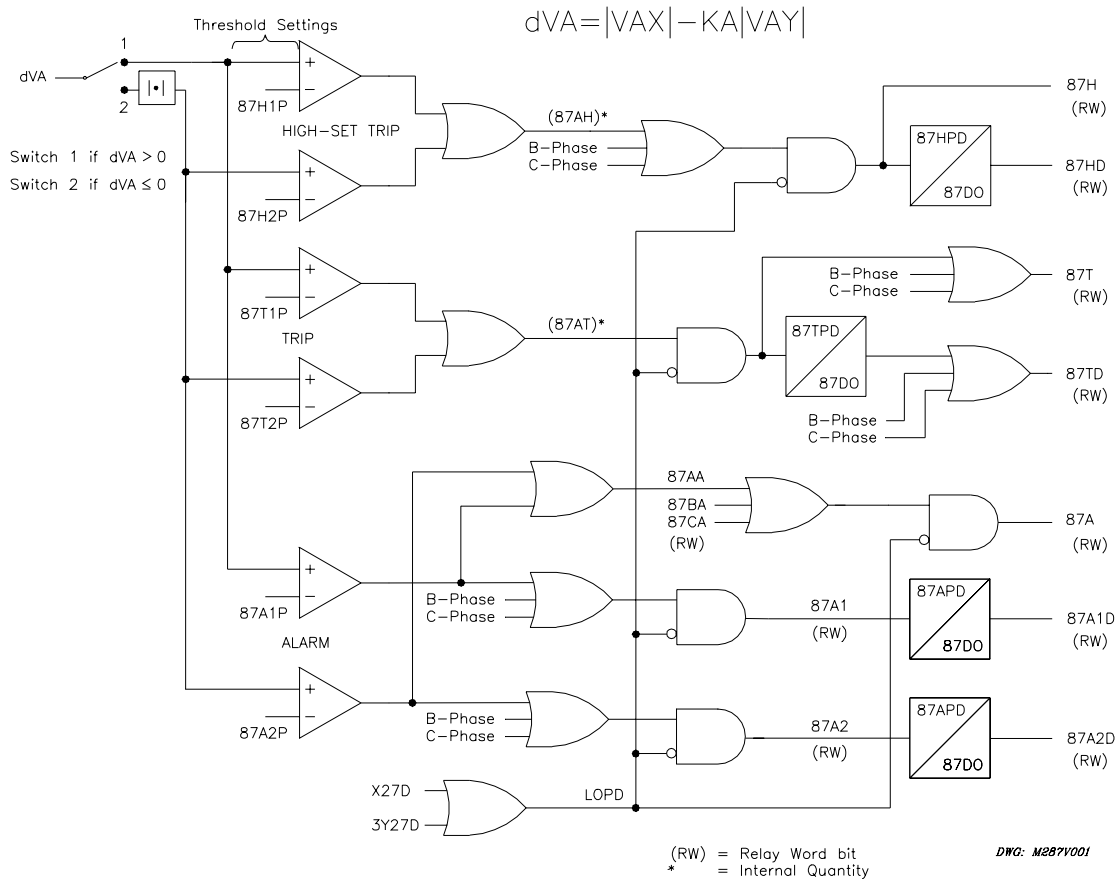 dVA=|VAX|-KA|VAY|
Threshold Settings
1
dVA
|•|
2
Switch 1 if dVA > 0
Switch 2 if dVA ≤ 0
+
−
87H1P
HIGH-SET TRIP
+
−
87H2P
(87AH)*
B-Phase
C-Phase
87H
(RW)
87HPD
87DO
87HD
(RW)
+
−
87T1P
TRIP
+
−
87T2P
(87AT)*
87TPD
87DO
B-Phase
C-Phase
87T
(RW)
87TD
(RW)
B-Phase
C-Phase
87AA
87BA
87CA
(RW)
87A
(RW)
+
−
87A1P
ALARM
B-Phase
C-Phase
87A1
(RW)
87APD
87DO
87A1D
(RW)
+
−
87A2P
B-Phase
C-Phase
87A2
(RW)
87APD
87DO
87A2D
(RW)
X27D
3Y27D
LOPD
(RW) = Relay Word bit
* = Internal Quantity
DWG: M287V001